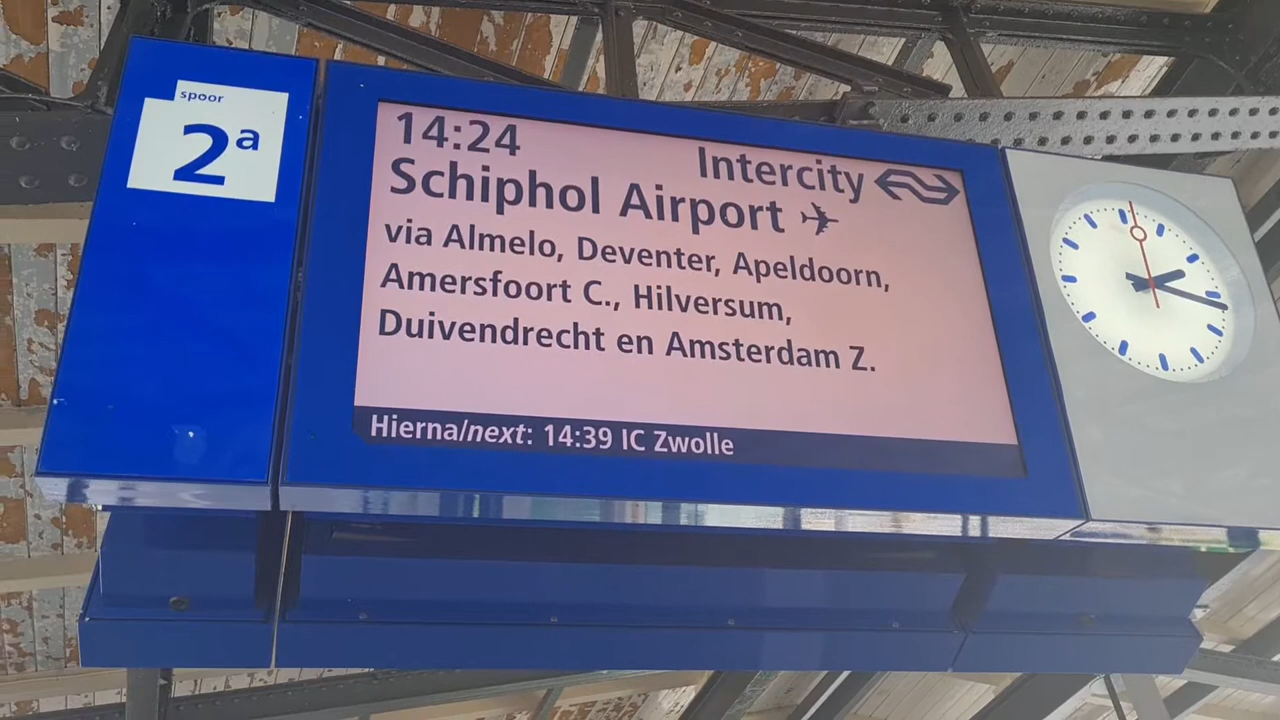 spoor
2a
14:24
Intercity
Schiphol Airport
via Almelo, Deventer, Apeldoorn,
Amersfoort C., Hilversum,
Duivendrecht en Amsterdam Z.
Hierna/next: 14:39 IC Zwolle